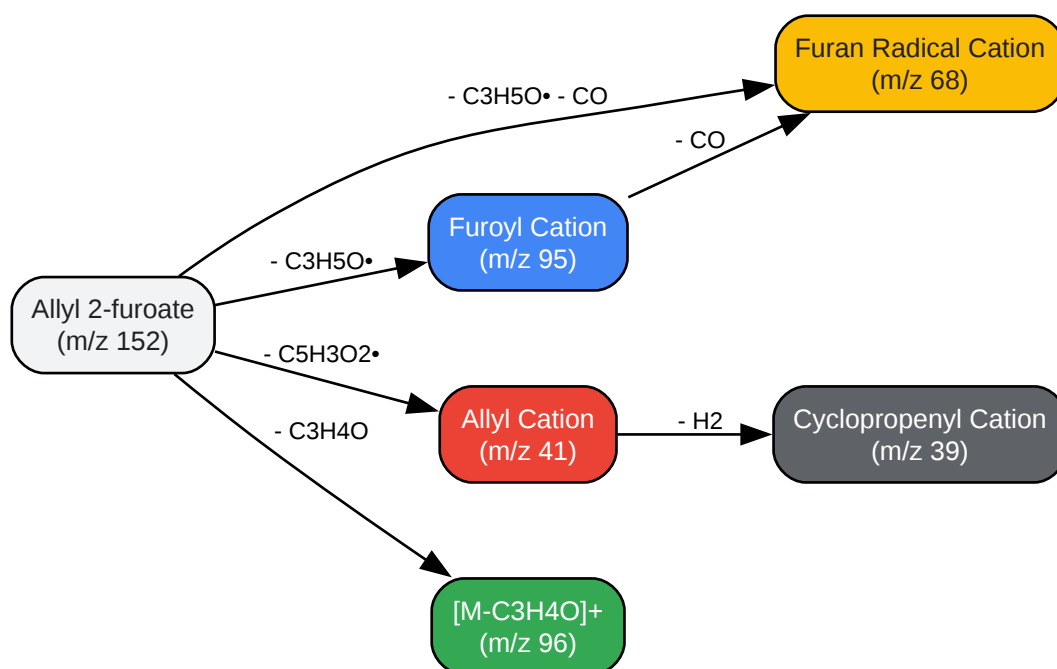 Furan Radical Cation
(m/z 68)
- C3H5O• - CO
- CO
Furoyl Cation
(m/z 95)
- C3H5O•
Allyl 2-furoate
(m/z 152)
- C5H3O2•
Allyl Cation
(m/z 41)
- H2
Cyclopropenyl Cation
(m/z 39)
- C3H4O
[M-C3H4O]+
(m/z 96)